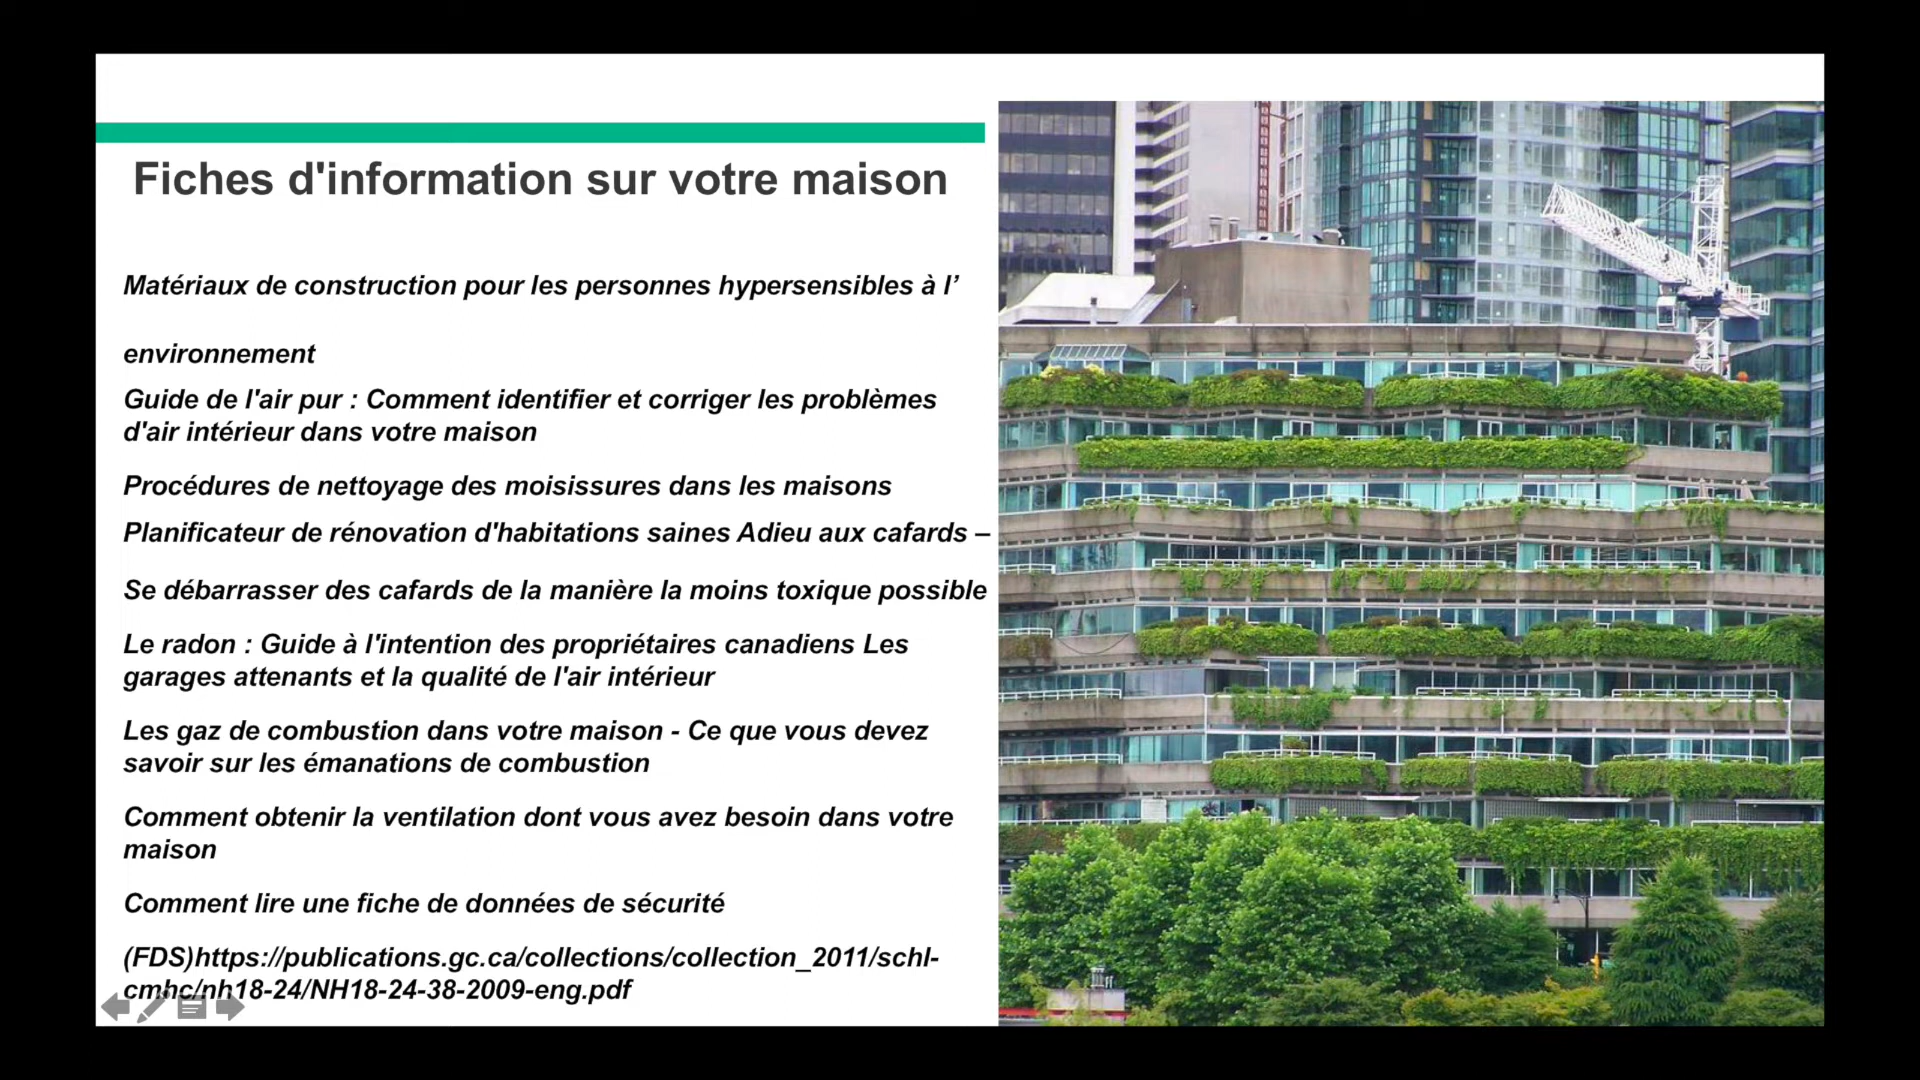 Fiches d'information sur votre maison
Matériaux de construction pour les personnes hypersensibles à l’
environnement
Guide de l'air pur : Comment identifier et corriger les problèmes
d'air intérieur dans votre maison
Procédures de nettoyage des moisissures dans les maisons
Planificateur de rénovation d'habitations saines Adieu aux cafards –
Se débarrasser des cafards de la manière la moins toxique possible
Le radon : Guide à l'intention des propriétaires canadiens Les
garages attenants et la qualité de l'air intérieur
Les gaz de combustion dans votre maison - Ce que vous devez
savoir sur les émanations de combustion
Comment obtenir la ventilation dont vous avez besoin dans votre
maison
Comment lire une fiche de données de sécurité
(FDS)https://publications.gc.ca/collections/collection_2011/schl-
cmhc/nh18-24/NH18-24-38-2009-eng.pdf